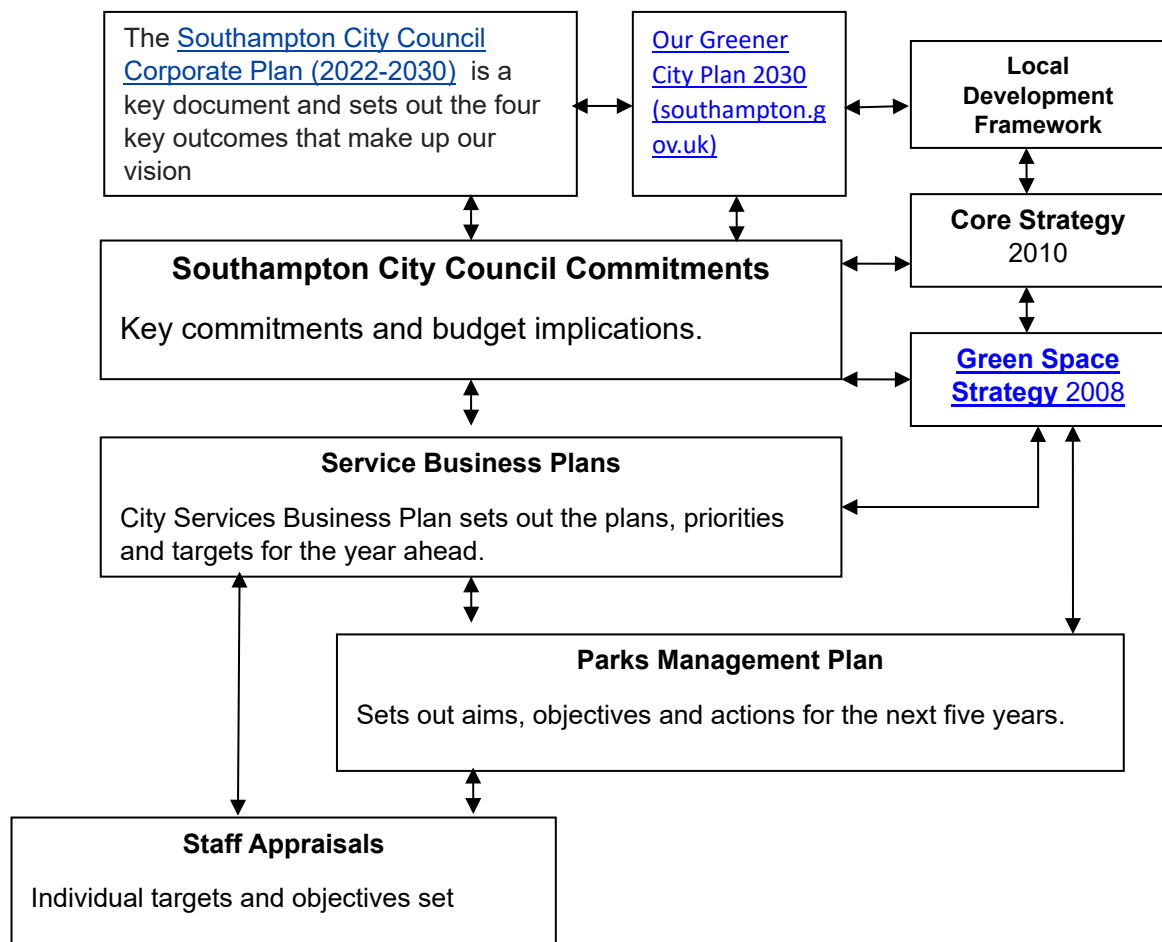 The Southampton City Council
Corporate Plan (2022-2030) is a
key document and sets out the four
key outcomes that make up our
vision
Our Greener
City Plan 2030
(southampton.g
ov.uk)
Local
Development
Framework
Core Strategy
2010
Southampton City Council Commitments
Key commitments and budget implications.
Green Space
Strategy 2008
Service Business Plans
City Services Business Plan sets out the plans, priorities
and targets for the year ahead.
Parks Management Plan
Sets out aims, objectives and actions for the next five years.
Staff Appraisals
Individual targets and objectives set